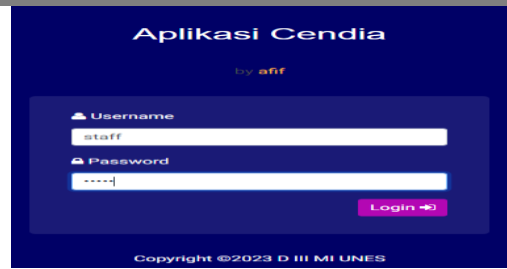 Aplikasi Cendia
by afif
Username
staff
Password
-----
Login
Copyright ©2023 D III MI UNES